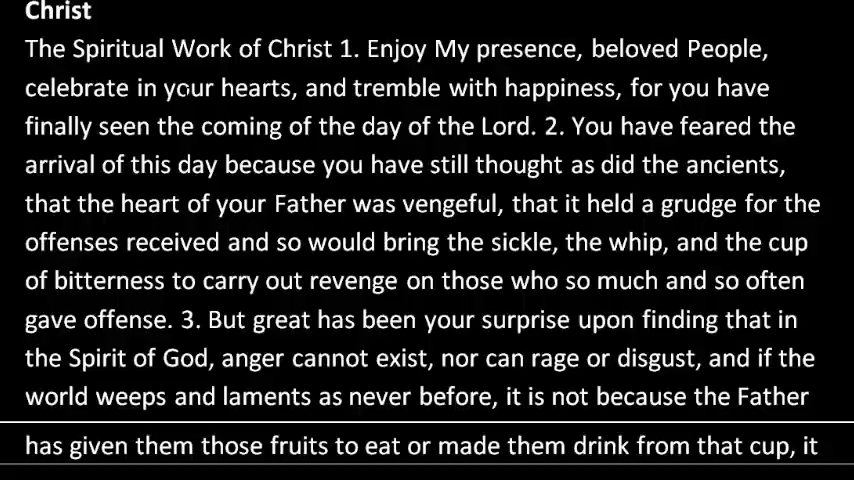 Christ
The Spiritual Work of Christ 1. Enjoy My presence, beloved People,
celebrate in your hearts, and tremble with happiness, for you have
finally seen the coming of the day of the Lord. 2. You have feared the
arrival of this day because you have still thought as did the ancients,
that the heart of your Father was vengeful, that it held a grudge for the
offenses received and so would bring the sickle, the whip, and the cup
of bitterness to carry out revenge on those who so much and so often
gave offense. 3. But great has been your surprise upon finding that in
the Spirit of God, anger cannot exist, nor can rage or disgust, and if the
world weeps and laments as never before, it is not because the Father
has given them those fruits to eat or made them drink from that cup, it